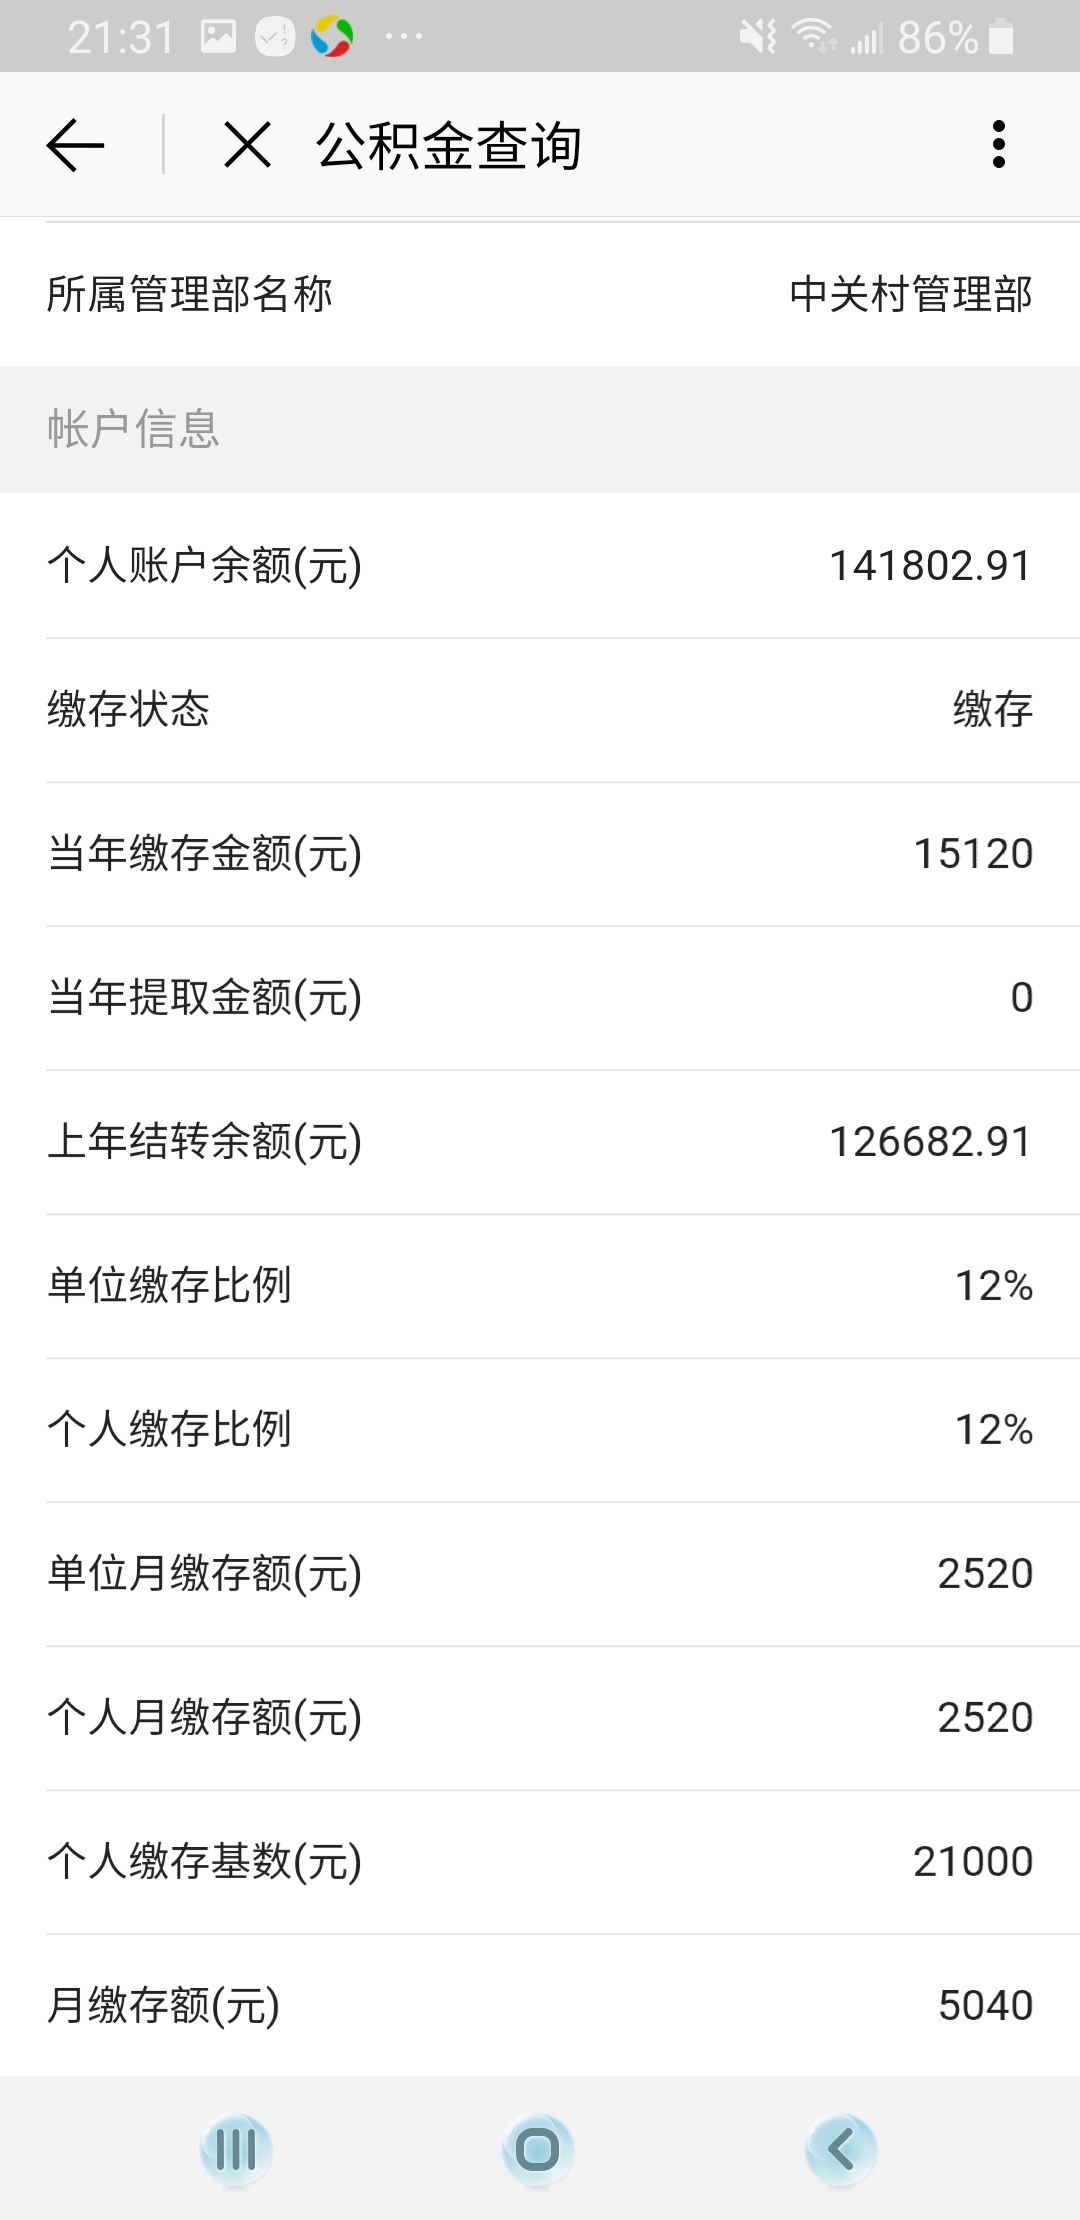 21:31 86%
公积金查询
所属管理部名称 中关村管理部
帐户信息
个人账户余额(元) 141802.91
缴存状态 缴存
当年缴存金额(元) 15120
当年提取金额(元) 0
上年结转余额(元) 126682.91
单位缴存比例 12%
个人缴存比例 12%
单位月缴存额(元) 2520
个人月缴存额(元) 2520
个人缴存基数(元) 21000
月缴存额(元) 5040